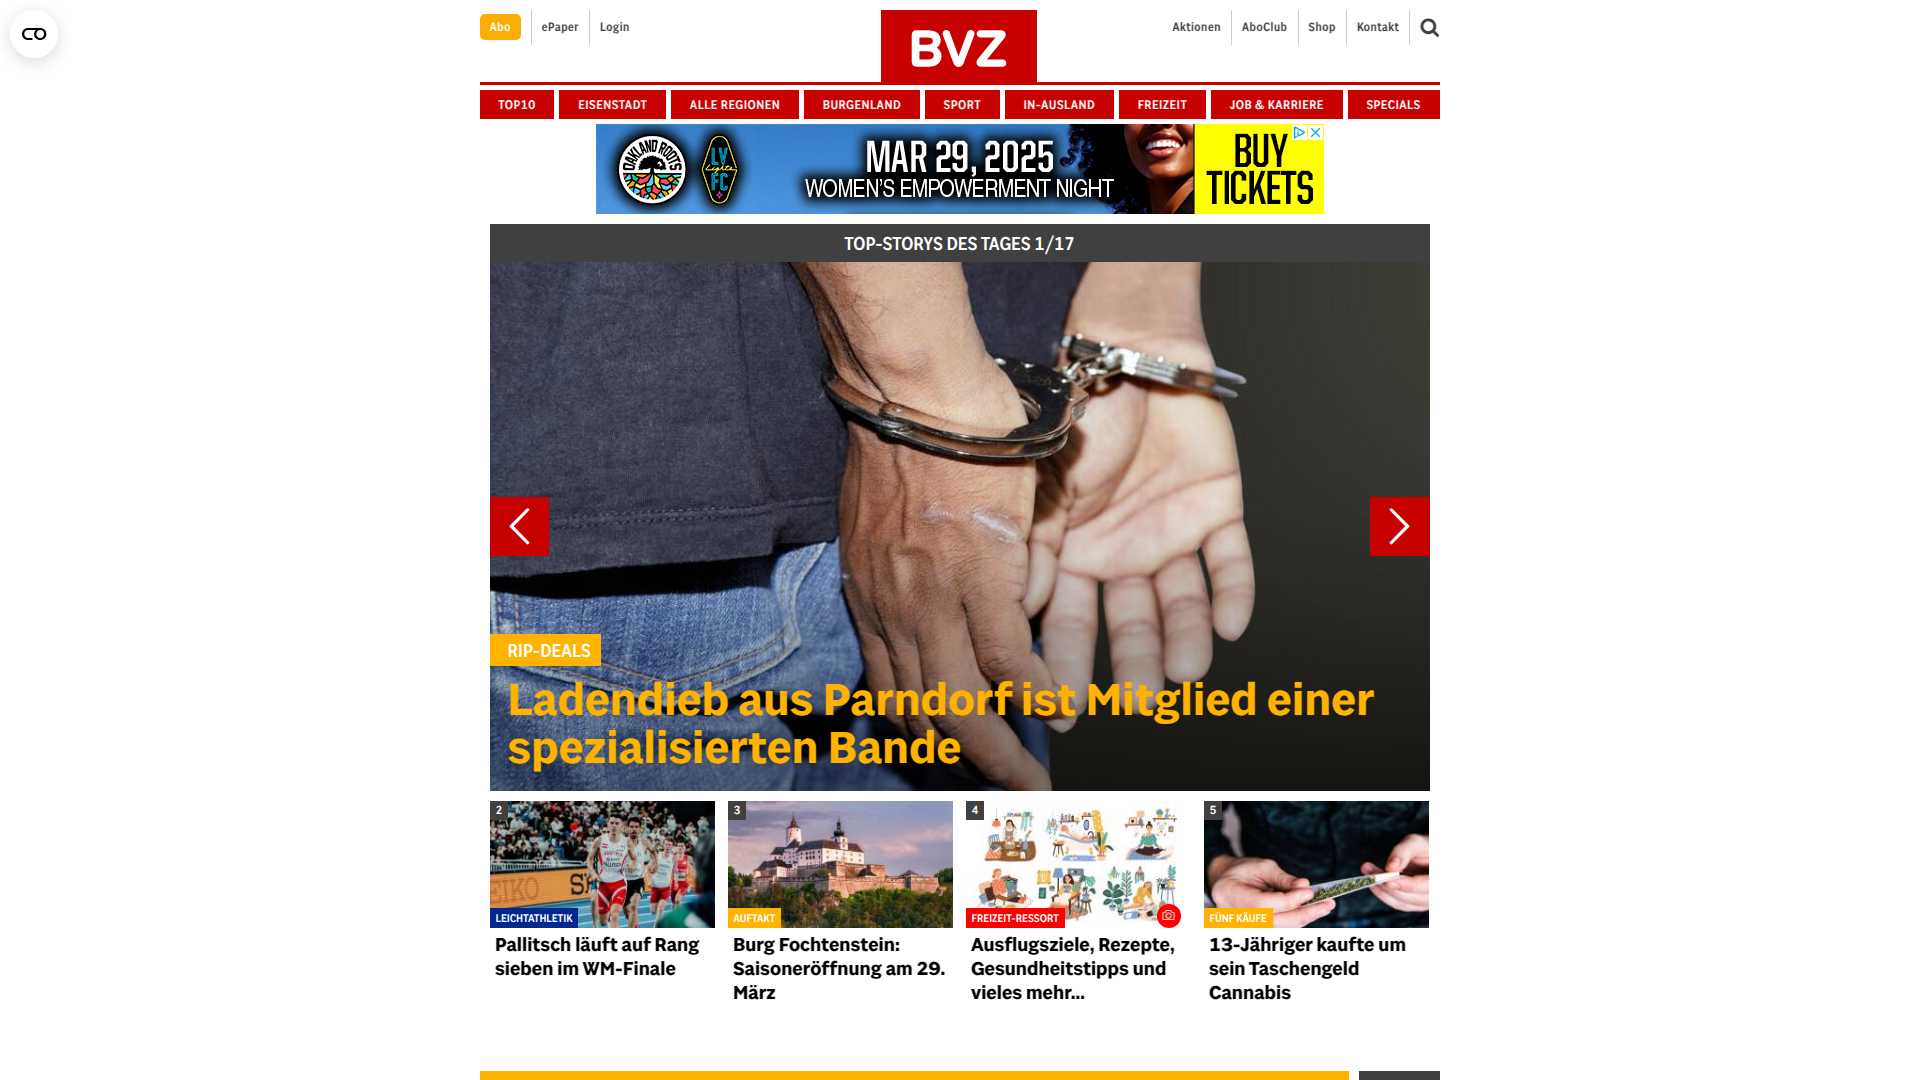 Abo
ePaper
Login
BVZ
Aktionen
AboClub
Shop
Kontakt
TOP10
EISENSTADT
ALLE REGIONEN
BURGENLAND
SPORT
IN-AUSLAND
FREIZEIT
JOB & KARRIERE
SPECIALS
OAKLAND ROOTS
LV
Lights
FC
MAR 29, 2025
WOMEN'S EMPOWERMENT NIGHT
BUY
TICKETS
TOP-STORYS DES TAGES 1/17
RIP-DEALS
Ladendieb aus Parndorf ist Mitglied einer
spezialisierten Bande
2
EIKO
LEICHTATHLETIK
Pallitsch läuft auf Rang
sieben im WM-Finale
3
AUFTAKT
Burg Fochtenstein:
Saisoneröffnung am 29.
März
4
FREIZEIT-RESSORT
Ausflugsziele, Rezepte,
Gesundheitstipps und
vieles mehr...
5
FÜNF KÄUFE
13-Jähriger kaufte um
sein Taschengeld
Cannabis